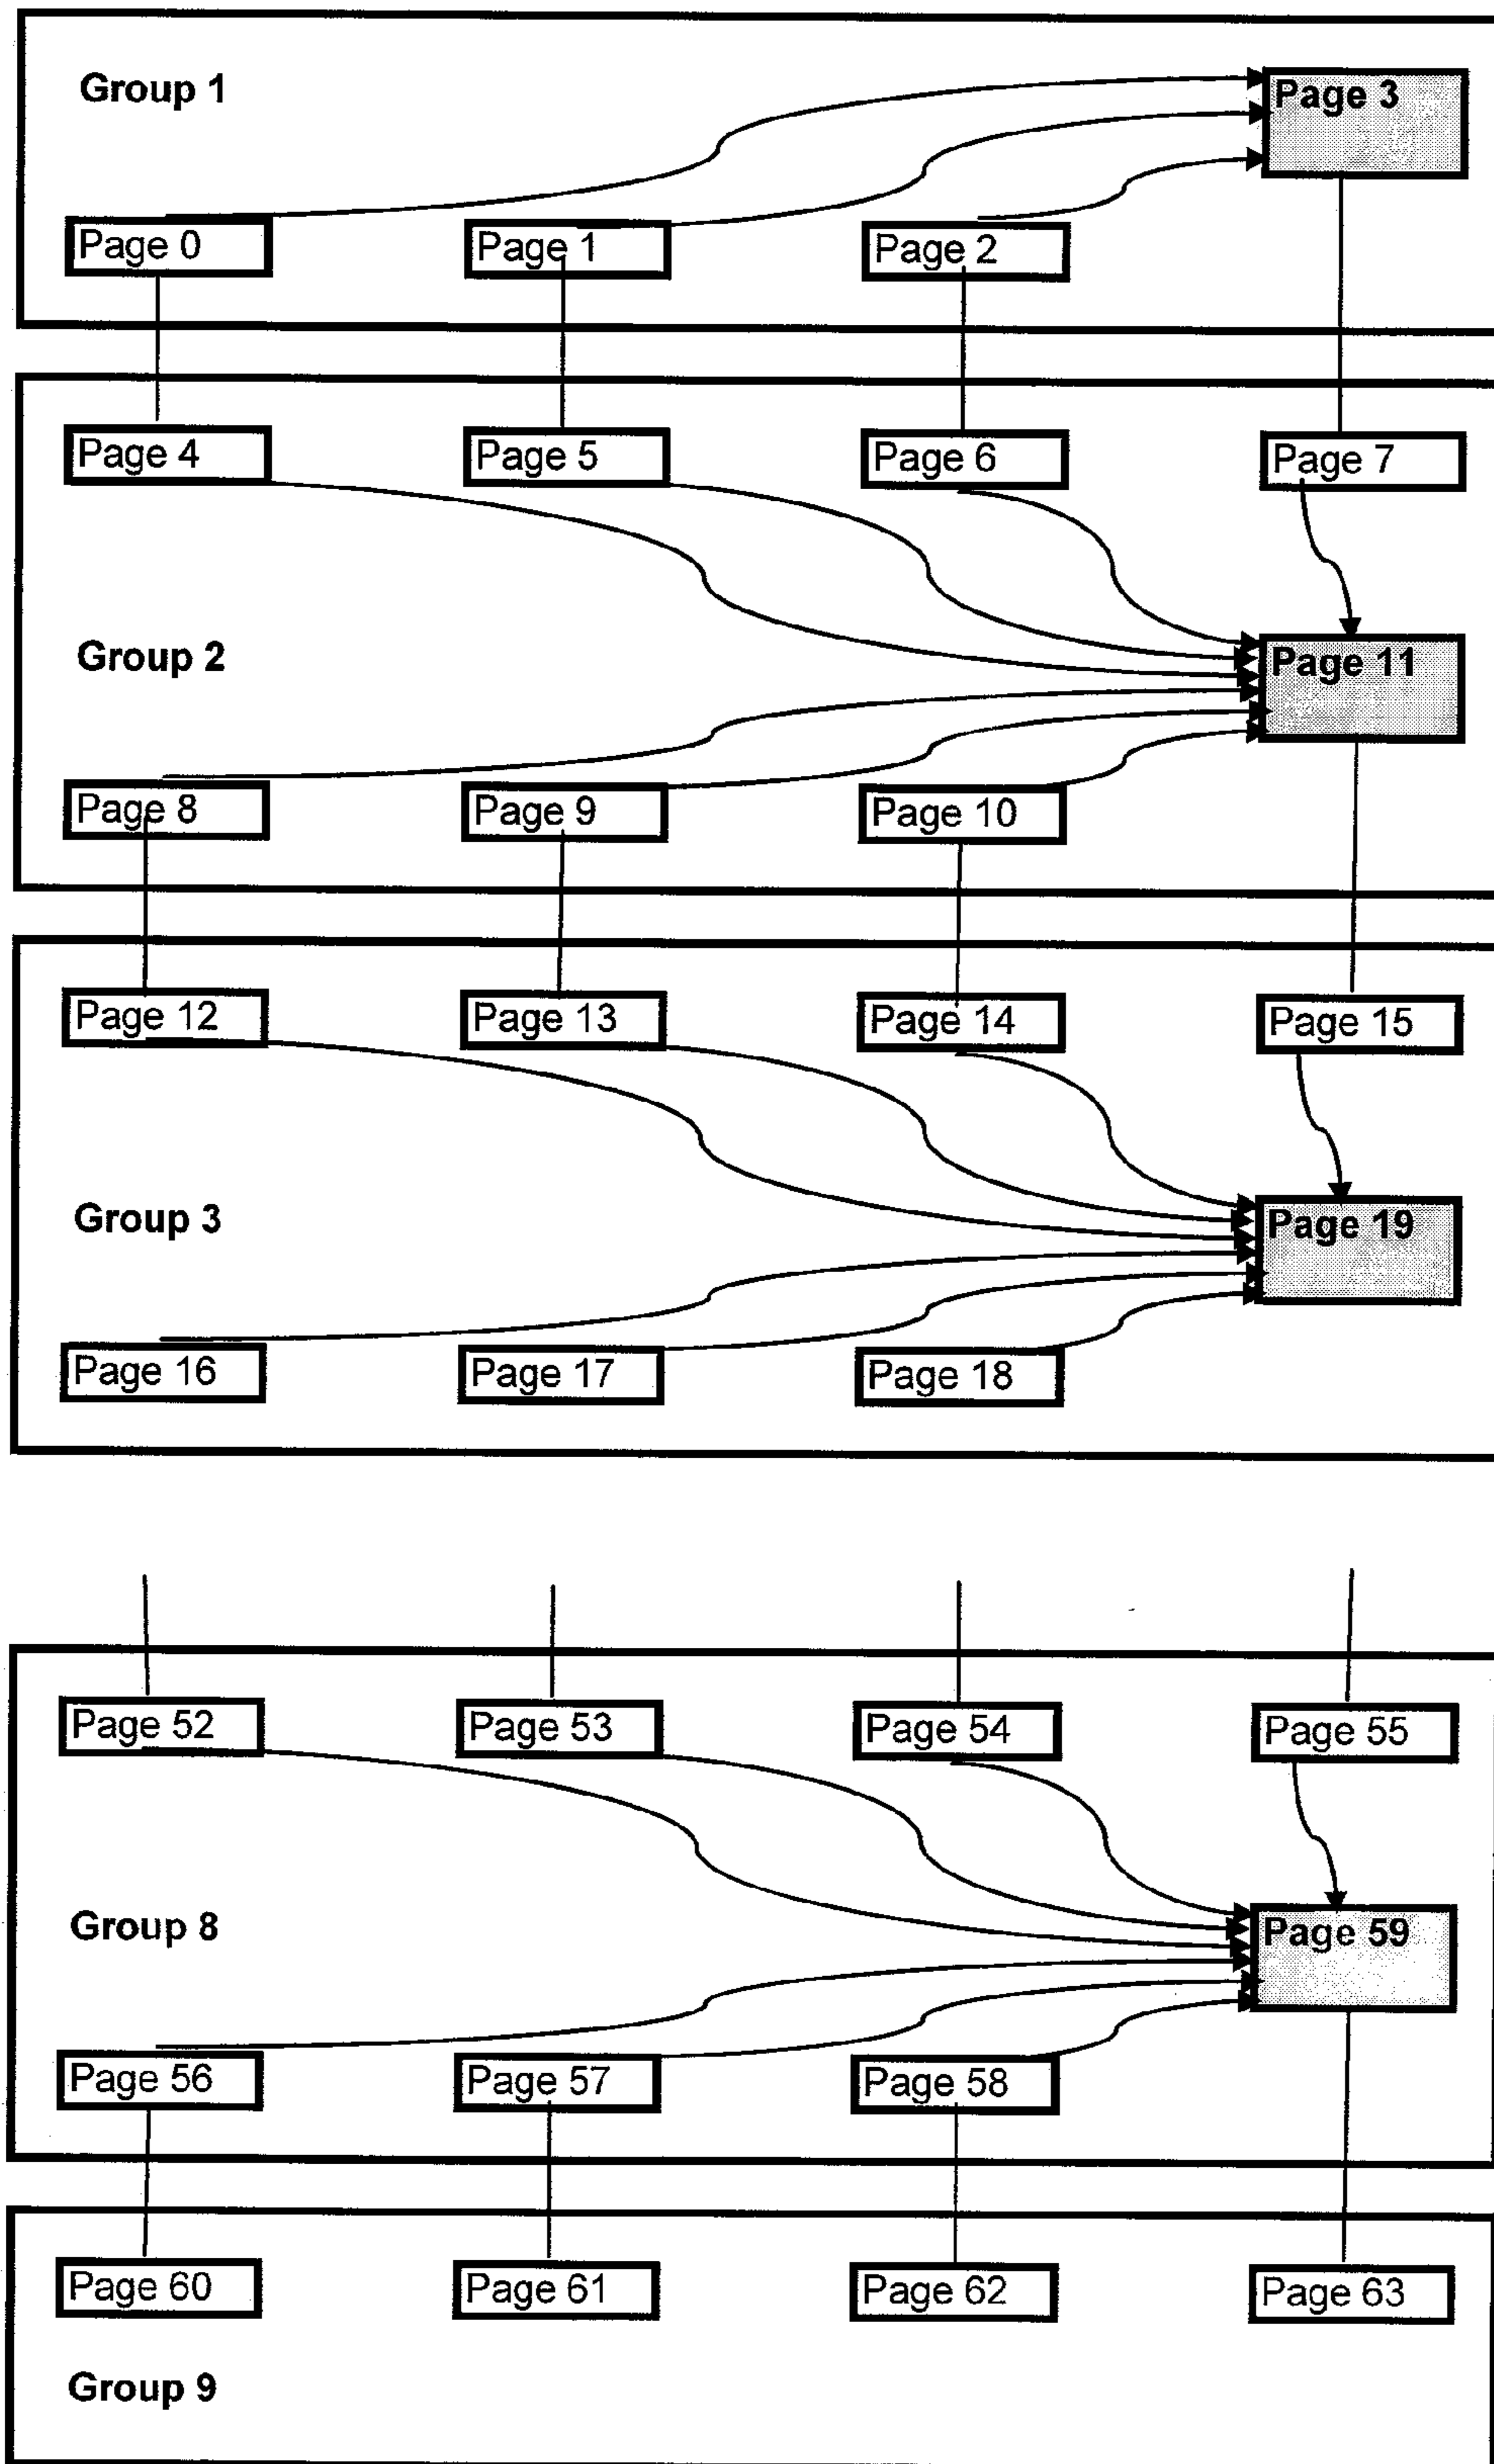 Group 1
Page 3
Page 0
Page 1
Page 2
Page 4
Page 5
Page 6
Page 7
Group 2
Page 11
Page 8
Page 9
Page 10
Page 12
Page 13
Page 14
Page 15
Group 3
Page 19
Page 16
Page 17
Page 18
Page 52
Page 53
Page 54
Page 55
Group 8
Page 59
Page 56
Page 57
Page 58
Page 60
Page 61
Page 62
Page 63
Group 9